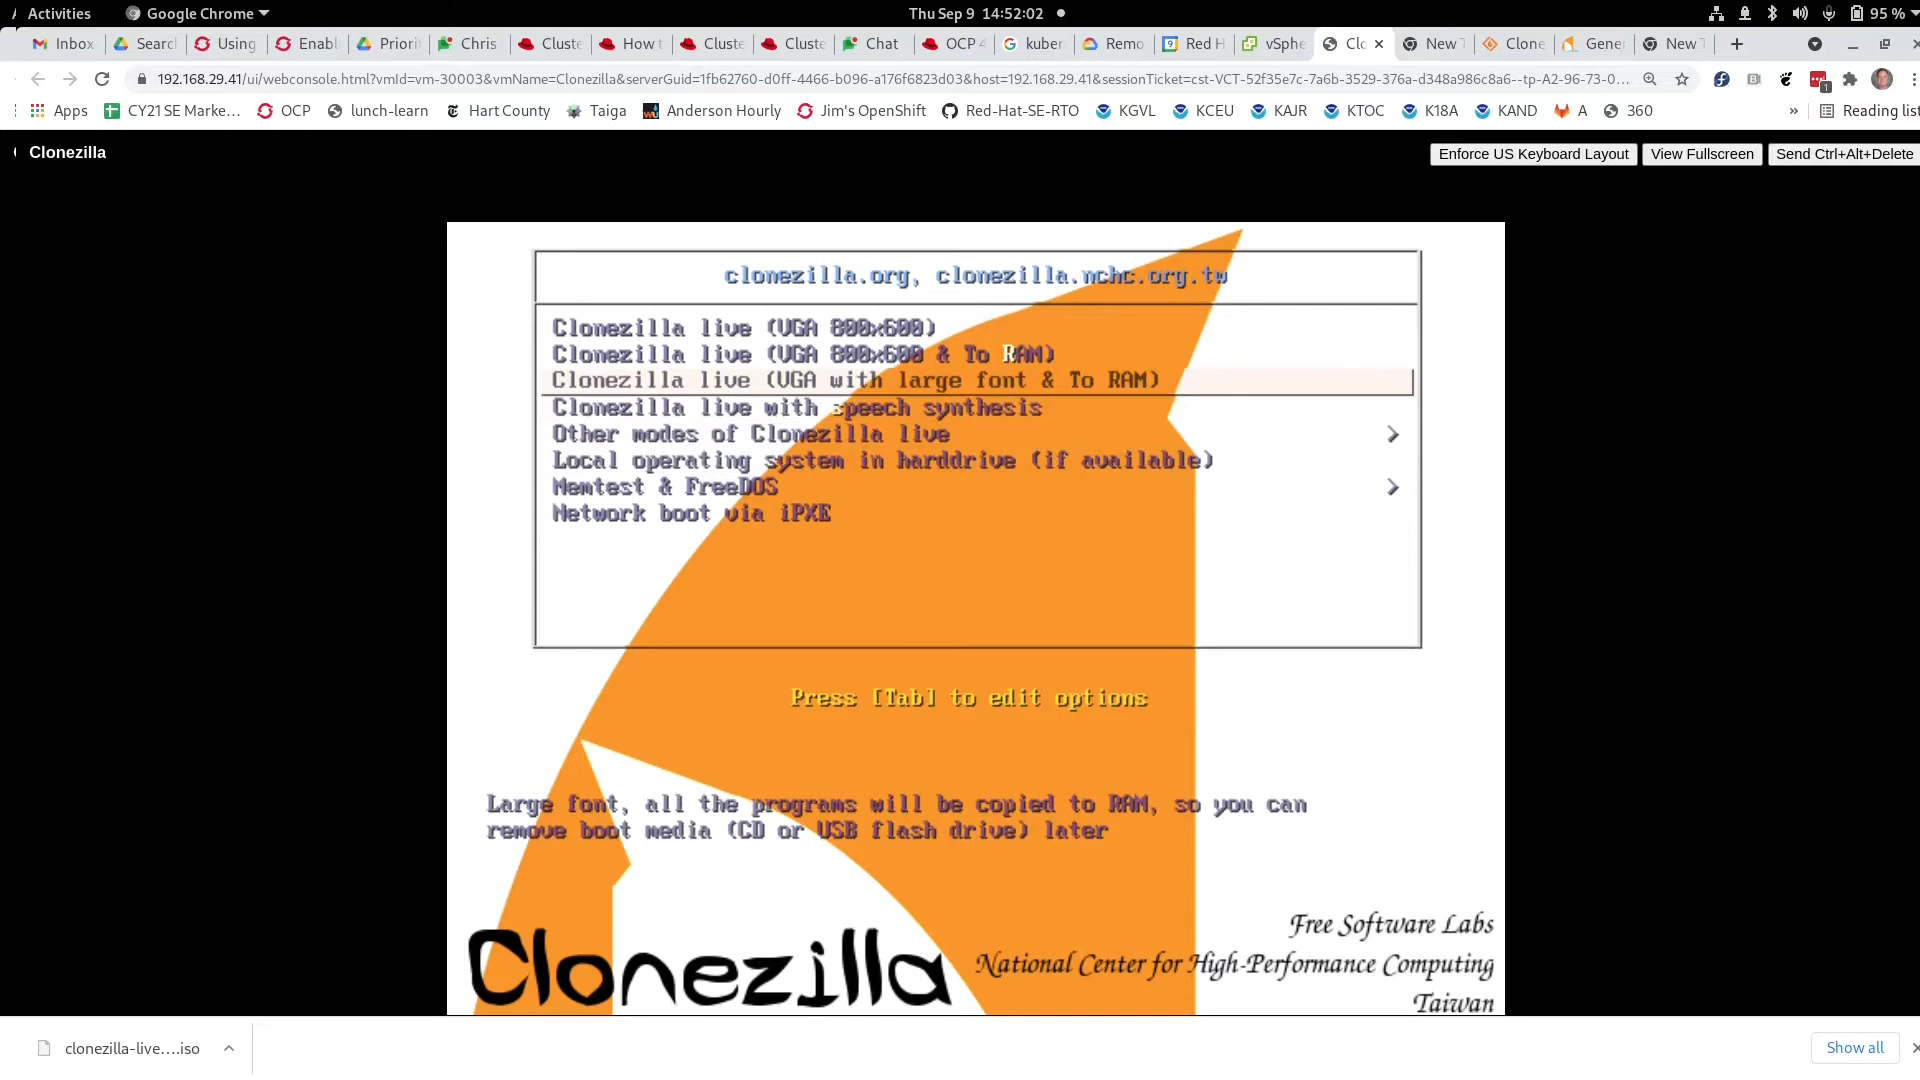 Activities Google Chrome Thu Sep 9 14:52:02 95 %
Inbox Searc Using Enabl Priori Chris Cluste How t Cluste Cluste Chat OCP 4 kuber Remo Red H vSphe Clo New T Clone Gene New T
192.168.29.41/ui/webconsole.html?vmId=vm-30003&vmName=Clonezilla&serverGuid=1fb62760-d0ff-4466-b096-a176f6823d03&host=192.168.29.41&sessionTicket=cst-VCT-52f35e7c-7a6b-3529-376a-d348a986c8a6--tp-A2-96-73-0...
Apps CY21 SE Marke... OCP lunch-learn Hart County Taiga Anderson Hourly Jim's OpenShift Red-Hat-SE-RTO KGVL KCEU KAJR KTOC K18A KAND A 360 » Reading list
Clonezilla Enforce US Keyboard Layout View Fullscreen Send Ctrl+Alt+Delete
clonezilla.org, clonezilla.nchc.org.tw
Clonezilla live (VGA 800x600)
Clonezilla live (VGA 800x600 & To RAM)
Clonezilla live (VGA with large font & To RAM)
Clonezilla live with speech synthesis
Other modes of Clonezilla live >
Local operating system in harddrive (if available)
Memtest & FreeDOS >
Network boot via iPXE
Press [Tab] to edit options
Large font, all the programs will be copied to RAM, so you can
remove boot media (CD or USB flash drive) later
Free Software Labs
Clonezilla National Center for High-Performance Computing
Taiwan
clonezilla-live....iso Show all